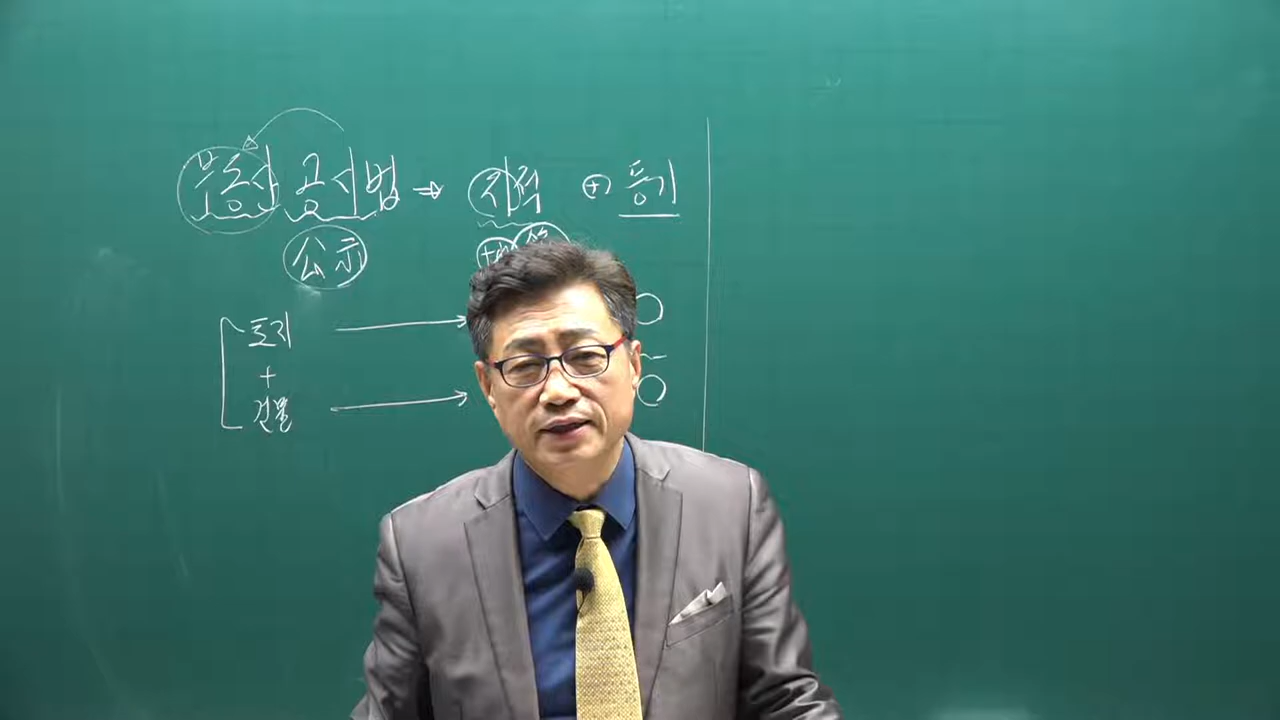 부동산 공시법 ⇒ 지적 ⊕ 등기
公示
토지
+
건물